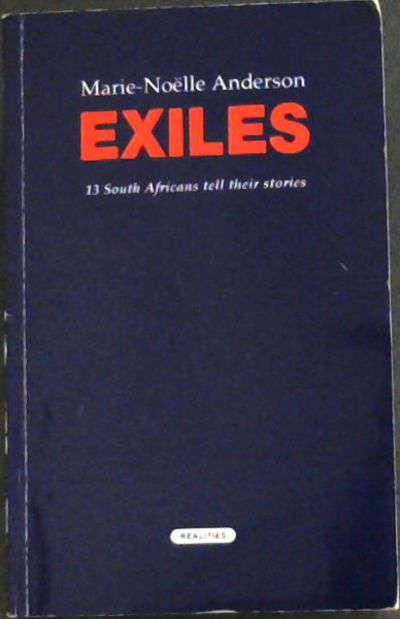 Marie-Noëlle Anderson
EXILES
13 South Africans tell their stories
REALITIES